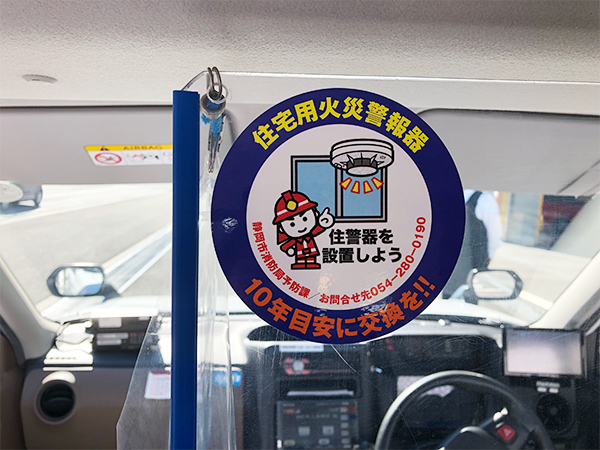 AIRBAG
住宅用火災警報器
住警器を
設置しよう
静岡市消防局予防課/お問合せ先054-280-0190
10年目安に交換を!!